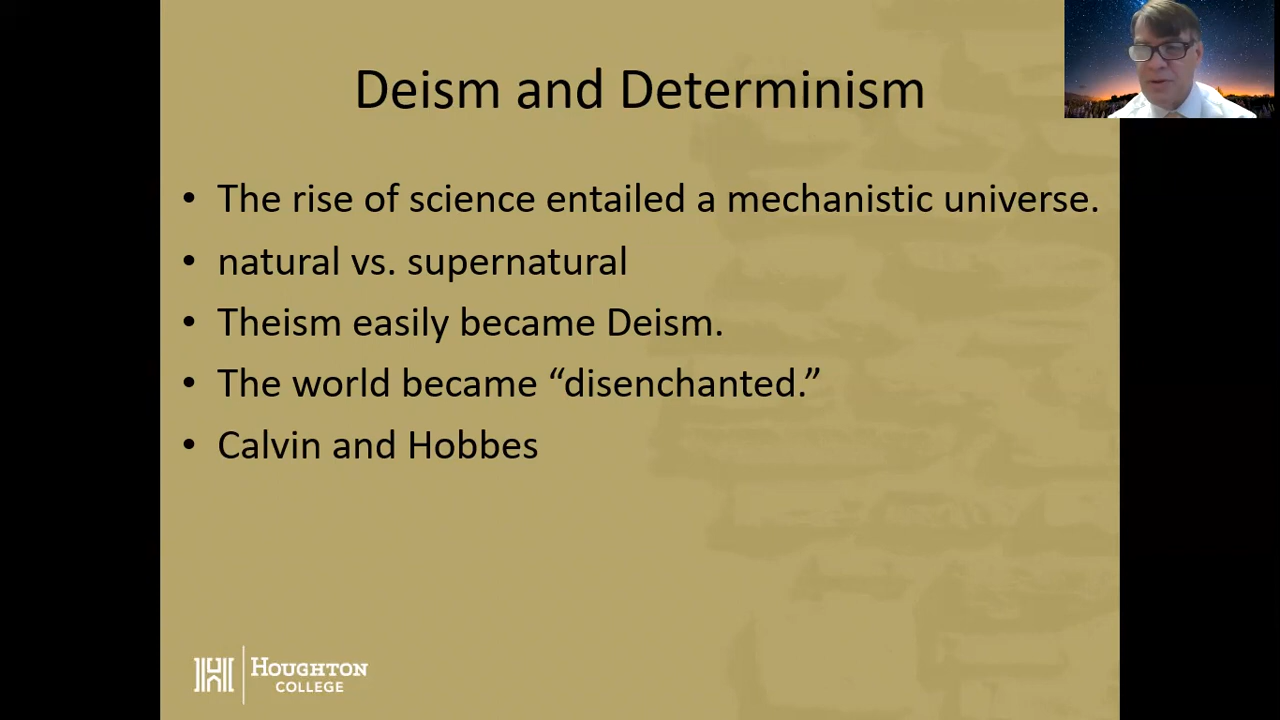 Deism and Determinism
• The rise of science entailed a mechanistic universe.
• natural vs. supernatural
• Theism easily became Deism.
• The world became “disenchanted.”
• Calvin and Hobbes
HOUGHTON
COLLEGE